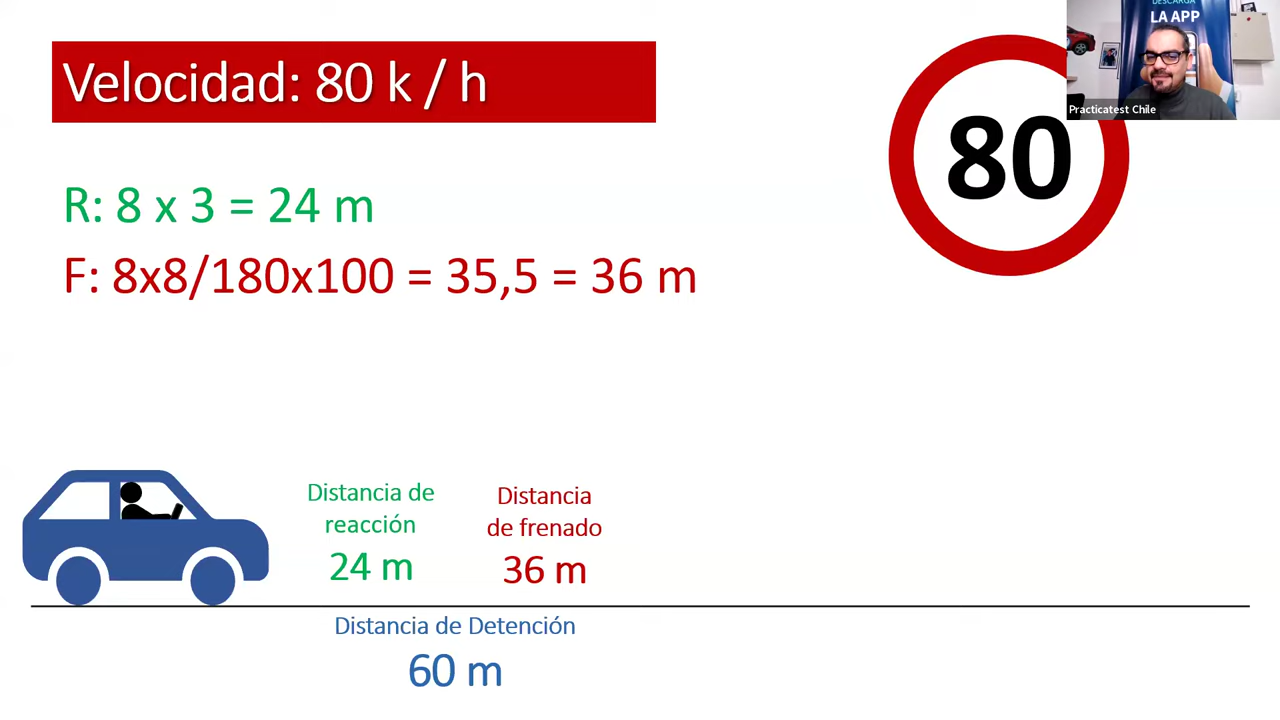 Velocidad: 80 k / h
80
DESCARGA
LA APP
Practicatest Chile
R: 8 x 3 = 24 m
F: 8x8/180x100 = 35,5 = 36 m
Distancia de
reacción
24 m
Distancia
de frenado
36 m
Distancia de Detención
60 m